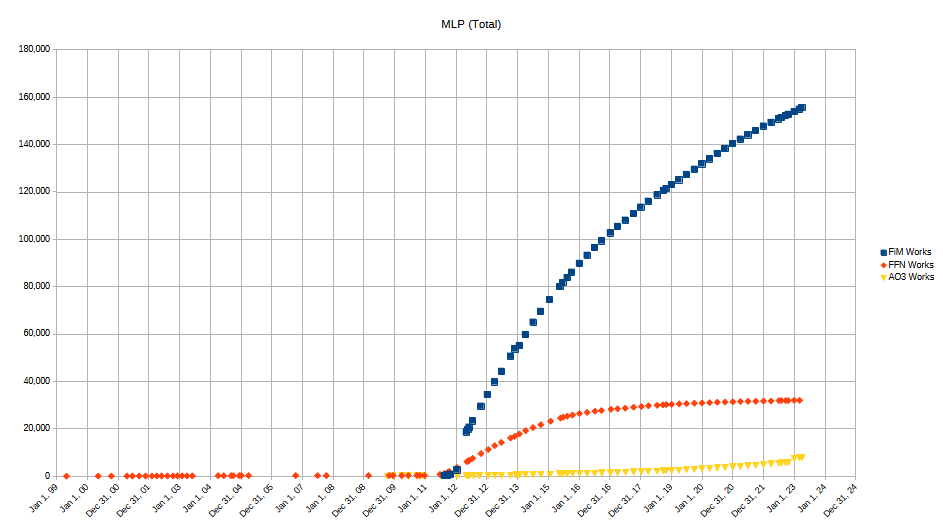 MLP (Total)
180,000
160,000
140,000
120,000
100,000
80,000
60,000
40,000
20,000
0
FiM Works
FFN Works
AO3 Works
Jan 1, 99
Jan 1, 00
Dec 31, 00
Dec 31, 01
Jan 1, 03
Jan 1, 04
Dec 31, 04
Dec 31, 05
Jan 1, 07
Jan 1, 08
Dec 31, 08
Dec 31, 09
Jan 1, 11
Jan 1, 12
Dec 31, 12
Dec 31, 13
Jan 1, 15
Jan 1, 16
Dec 31, 16
Dec 31, 17
Jan 1, 19
Jan 1, 20
Dec 31, 20
Dec 31, 21
Jan 1, 23
Jan 1, 24
Dec 31, 24